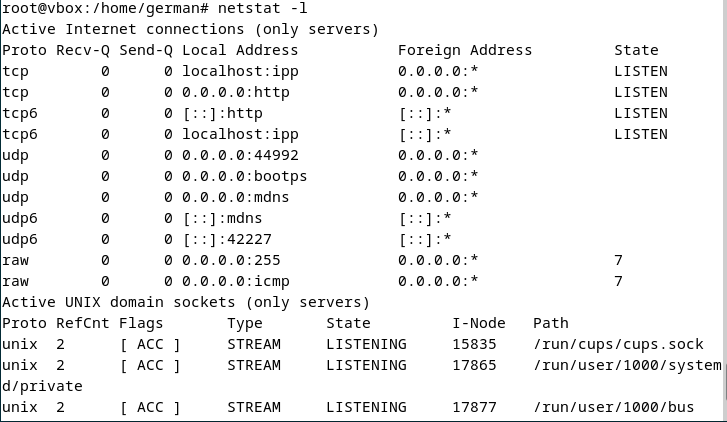 root@vbox:/home/german# netstat -l
Active Internet connections (only servers)
Proto Recv-Q Send-Q Local Address           Foreign Address         State
tcp        0      0 localhost:ipp           0.0.0.0:*               LISTEN
tcp        0      0 0.0.0.0:http            0.0.0.0:*               LISTEN
tcp6       0      0 [::]:http               [::]:*                  LISTEN
tcp6       0      0 localhost:ipp           [::]:*                  LISTEN
udp        0      0 0.0.0.0:44992           0.0.0.0:*
udp        0      0 0.0.0.0:bootps          0.0.0.0:*
udp        0      0 0.0.0.0:mdns            0.0.0.0:*
udp6       0      0 [::]:mdns               [::]:*
udp6       0      0 [::]:42227              [::]:*
raw        0      0 0.0.0.0:255             0.0.0.0:*               7
raw        0      0 0.0.0.0:icmp            0.0.0.0:*               7
Active UNIX domain sockets (only servers)
Proto RefCnt Flags       Type       State         I-Node   Path
unix  2      [ ACC ]     STREAM     LISTENING     15835    /run/cups/cups.sock
unix  2      [ ACC ]     STREAM     LISTENING     17865    /run/user/1000/system
d/private
unix  2      [ ACC ]     STREAM     LISTENING     17877    /run/user/1000/bus